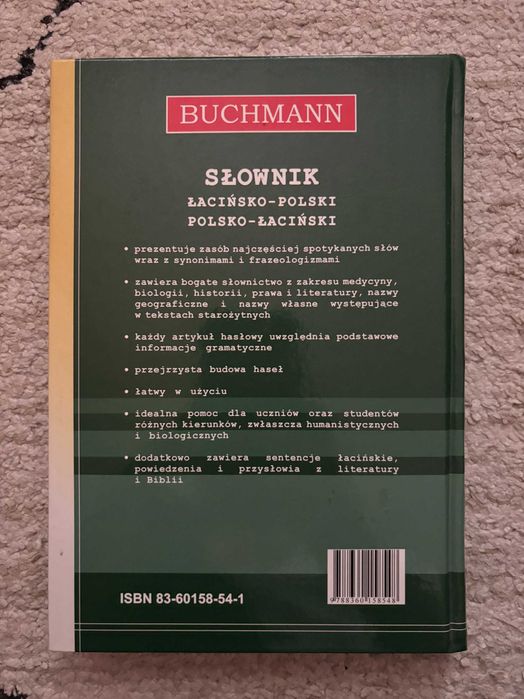 BUCHMANN
SŁOWNIK
ŁACIŃSKO-POLSKI
POLSKO-ŁACIŃSKI
• prezentuje zasób najczęściej spotykanych słów
wraz z synonimami i frazeologizmami
• zawiera bogate słownictwo z zakresu medycyny,
biologii, historii, prawa i literatury, nazwy
geograficzne i nazwy własne występujące
w tekstach starożytnych
• każdy artykuł hasłowy uwzględnia podstawowe
informacje gramatyczne
• przejrzysta budowa haseł
• łatwy w użyciu
• idealna pomoc dla uczniów oraz studentów
różnych kierunków, zwłaszcza humanistycznych
i biologicznych
• dodatkowo zawiera sentencje łacińskie,
powiedzenia i przysłowia z literatury
i Biblii
ISBN 83-60158-54-1
9 788360 158548